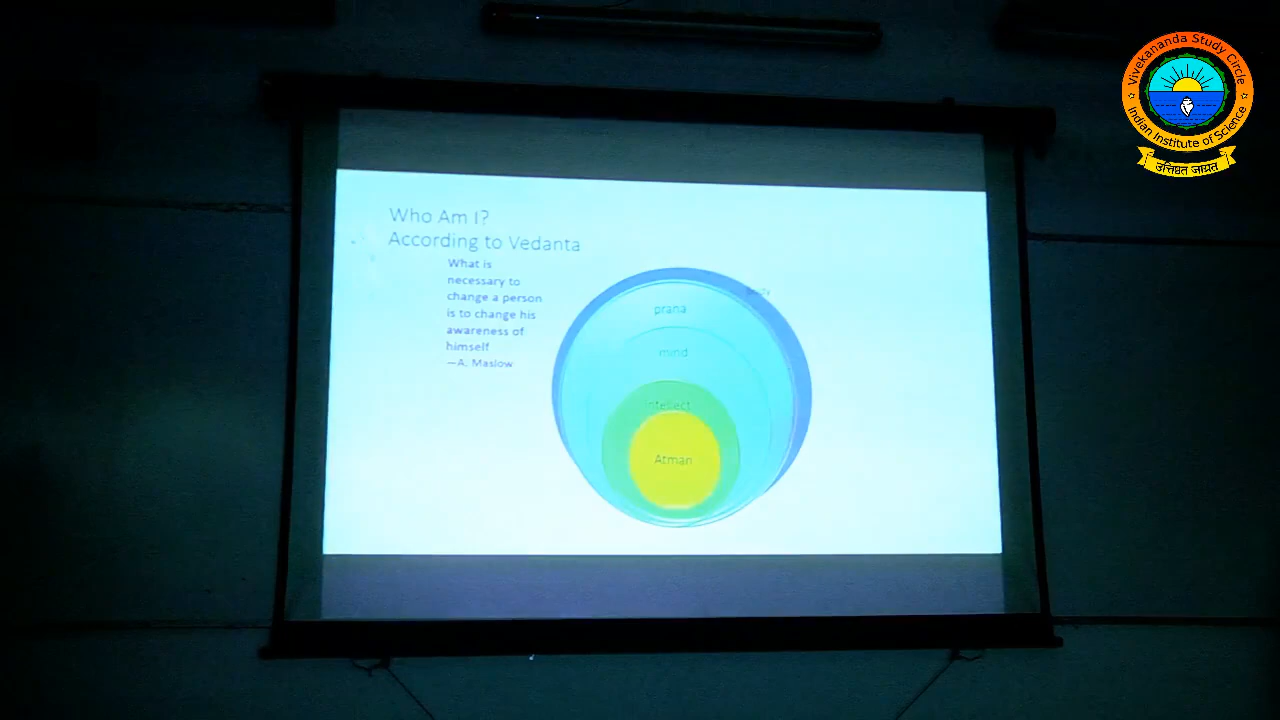 Vivekananda Study Circle
Indian Institute of Science
उत्तिष्ठत जाग्रत
Who Am I?
According to Vedanta
What is
necessary to
change a person
is to change his
awareness of
himself
—A. Maslow
body
prana
mind
intellect
Atman